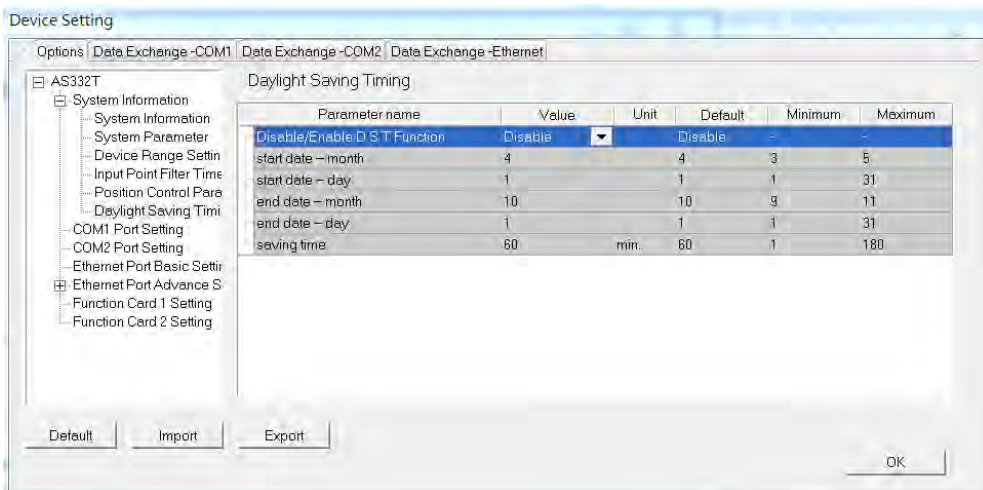 Device Setting
Options Data Exchange -COM1 Data Exchange -COM2 Data Exchange -Ethernet
AS332T
System Information
System Information
System Parameter
Device Range Settin
Input Point Filter Time
Position Control Para
Daylight Saving Timi
COM1 Port Setting
COM2 Port Setting
Ethernet Port Basic Settin
Ethernet Port Advance S
Function Card 1 Setting
Function Card 2 Setting
Daylight Saving Timing
Parameter name Value Unit Default Minimum Maximum
Disable/Enable D S T Function Disable Disable - -
start date – month 4 4 3 5
start date – day 1 1 1 31
end date – month 10 10 9 11
end date – day 1 1 1 31
saving time 60 min. 60 1 180
Default Import Export
OK